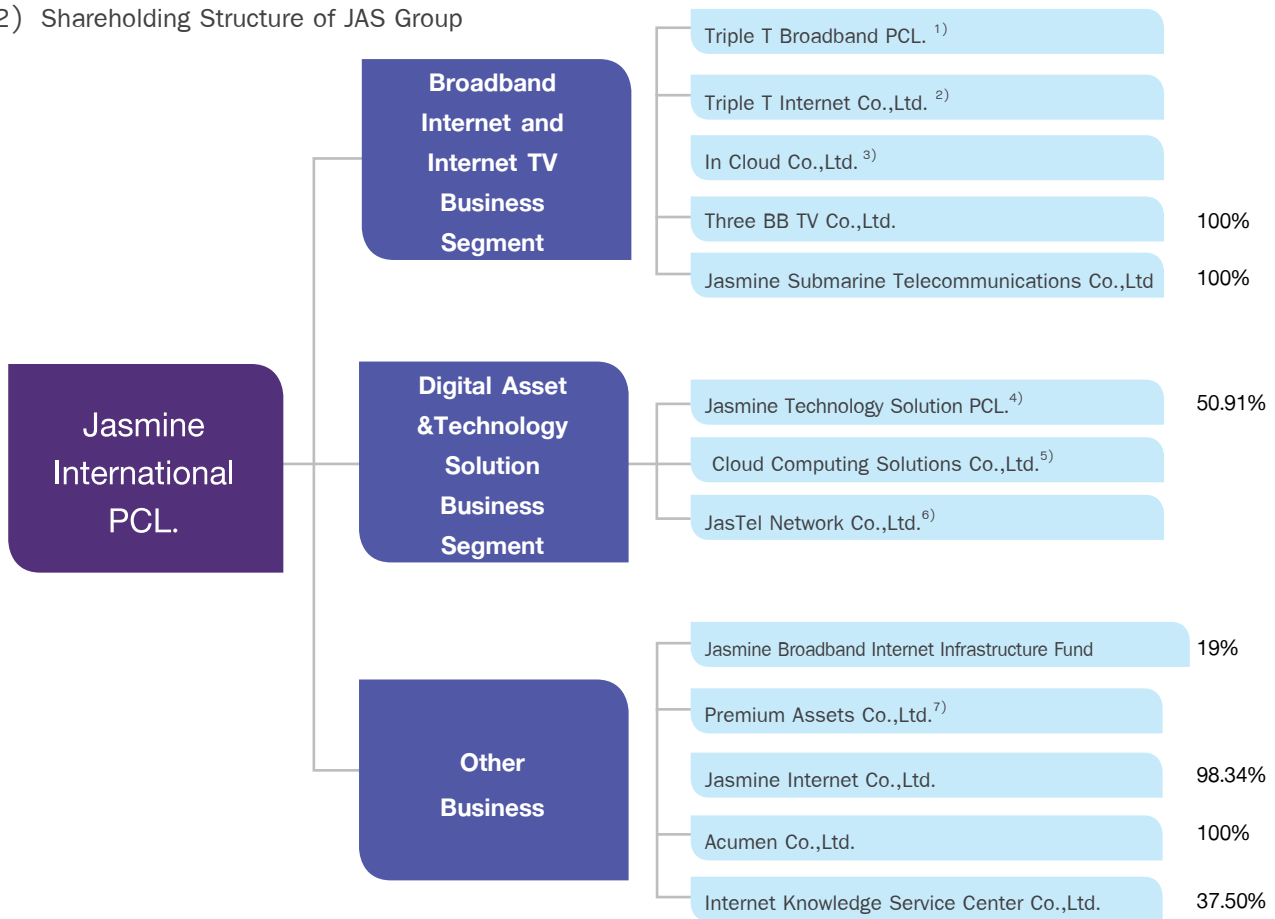 2) Shareholding Structure of JAS Group
Jasmine
International
PCL.
Broadband
Internet and
Internet TV
Business
Segment
Triple T Broadband PCL. 1)
Triple T Internet Co.,Ltd. 2)
In Cloud Co.,Ltd. 3)
Three BB TV Co.,Ltd. 100%
Jasmine Submarine Telecommunications Co.,Ltd 100%
Digital Asset
&Technology
Solution
Business
Segment
Jasmine Technology Solution PCL.4) 50.91%
Cloud Computing Solutions Co.,Ltd.5)
JasTel Network Co.,Ltd.6)
Other
Business
Jasmine Broadband Internet Infrastructure Fund 19%
Premium Assets Co.,Ltd.7)
Jasmine Internet Co.,Ltd. 98.34%
Acumen Co.,Ltd. 100%
Internet Knowledge Service Center Co.,Ltd. 37.50%